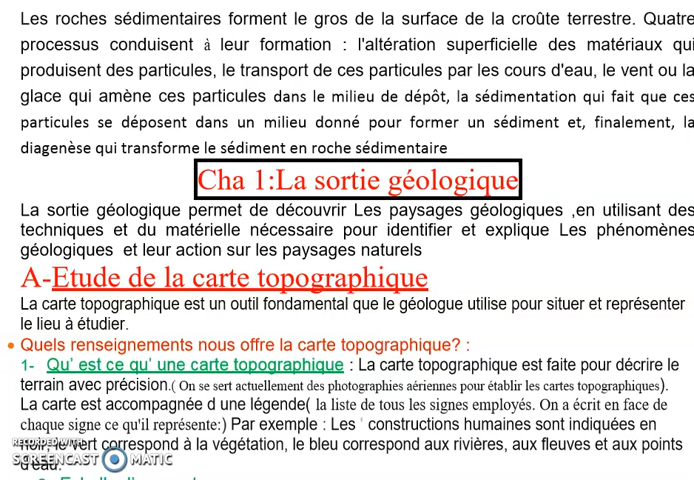 Les roches sédimentaires forment le gros de la surface de la croûte terrestre. Quatre
processus conduisent à leur formation : l'altération superficielle des matériaux qui
produisent des particules, le transport de ces particules par les cours d'eau, le vent ou la
glace qui amène ces particules dans le milieu de dépôt, la sédimentation qui fait que ces
particules se déposent dans un milieu donné pour former un sédiment et, finalement, la
diagenèse qui transforme le sédiment en roche sédimentaire
Cha 1:La sortie géologique
La sortie géologique permet de découvrir Les paysages géologiques ,en utilisant des
techniques et du matérielle nécessaire pour identifier et explique Les phénomènes
géologiques et leur action sur les paysages naturels
A-Etude de la carte topographique
La carte topographique est un outil fondamental que le géologue utilise pour situer et représenter
le lieu à étudier.
• Quels renseignements nous offre la carte topographique? :
1- Qu' est ce qu' une carte topographique : La carte topographique est faite pour décrire le
terrain avec précision.( On se sert actuellement des photographies aériennes pour établir les cartes topographiques).
La carte est accompagnée d une légende( la liste de tous les signes employés. On a écrit en face de
chaque signe ce qu'il représente:) Par exemple : Les ' constructions humaines sont indiquées en
noir, le vert correspond à la végétation, le bleu correspond aux rivières, aux fleuves et aux points
d'eau.
RECORDED WITH
SCREENCAST MATIC